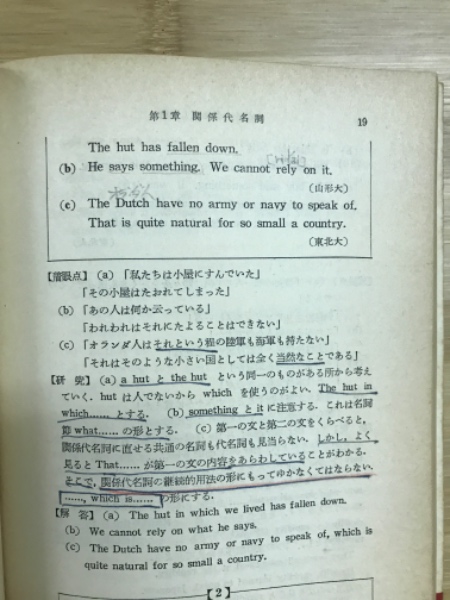 第1章 関係代名詞 19
The hut has fallen down.
(b) He says something. We cannot rely on it.
(山形大)
(c) The Dutch have no army or navy to speak of.
That is quite natural for so small a country.
(東北大)
【着眼点】 (a) 「私たちは小屋にすんでいた」
「その小屋はたおれてしまった」
(b) 「あの人は何か云っている」
「われわれはそれにたよることはできない」
(c) 「オランダ人はそれという程の陸軍も海軍も持たない」
「それはそのような小さい国としては全く当然なことである」
【研 究】 (a) a hut と the hut という同一のものがある所から考え
ていく. hut は人でないから which を使うのがよい. The hut in
which…… とする. (b) something と it に注意する. これは名詞
節 what…… の形とする. (c) 第一の文と第二の文をくらべると,
関係代名詞に直せる共通の名詞も代名詞も見当らない. しかし, よく
見ると That…… が第一の文の内容をあらわしていることがわかる.
そこで, 関係代名詞の継続的用法の形にもってゆかなくてはならない.
……, which is…… の形にする.
【解 答】 (a) The hut in which we lived has fallen down.
(b) We cannot rely on what he says.
(c) The Dutch have no army or navy to speak of, which is
quite natural for so small a country.
【2】